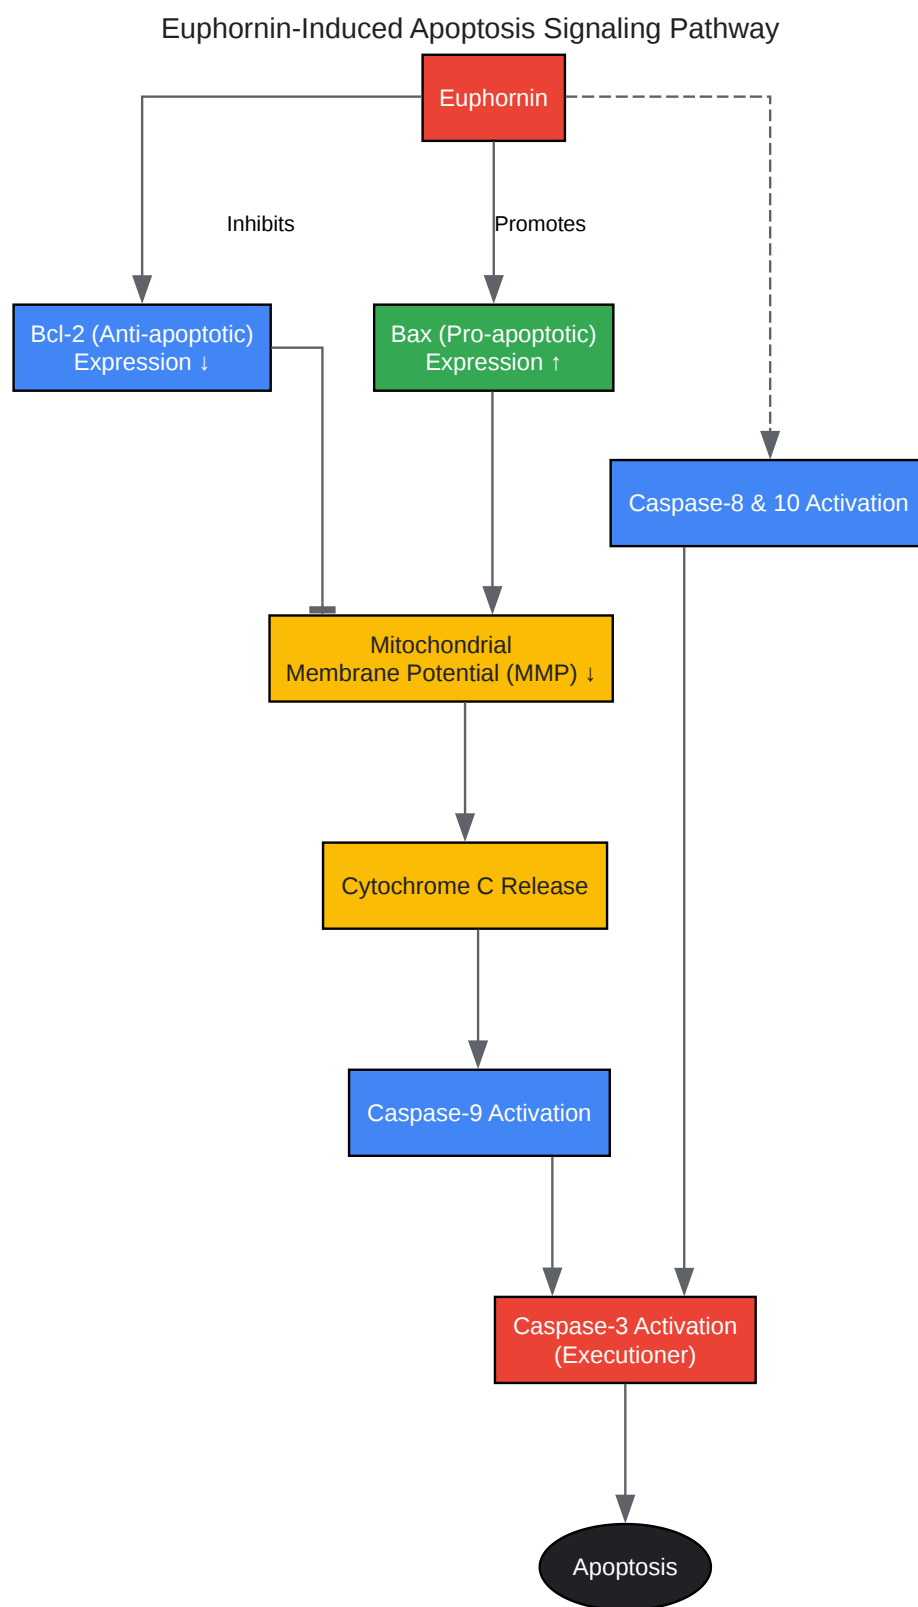 Euphornin-Induced Apoptosis Signaling Pathway
Euphornin
Inhibits
Promotes
Bcl-2 (Anti-apoptotic)
Expression ↓
Bax (Pro-apoptotic)
Expression ↑
Caspase-8 & 10 Activation
Mitochondrial
Membrane Potential (MMP) ↓
Cytochrome C Release
Caspase-9 Activation
Caspase-3 Activation
(Executioner)
Apoptosis